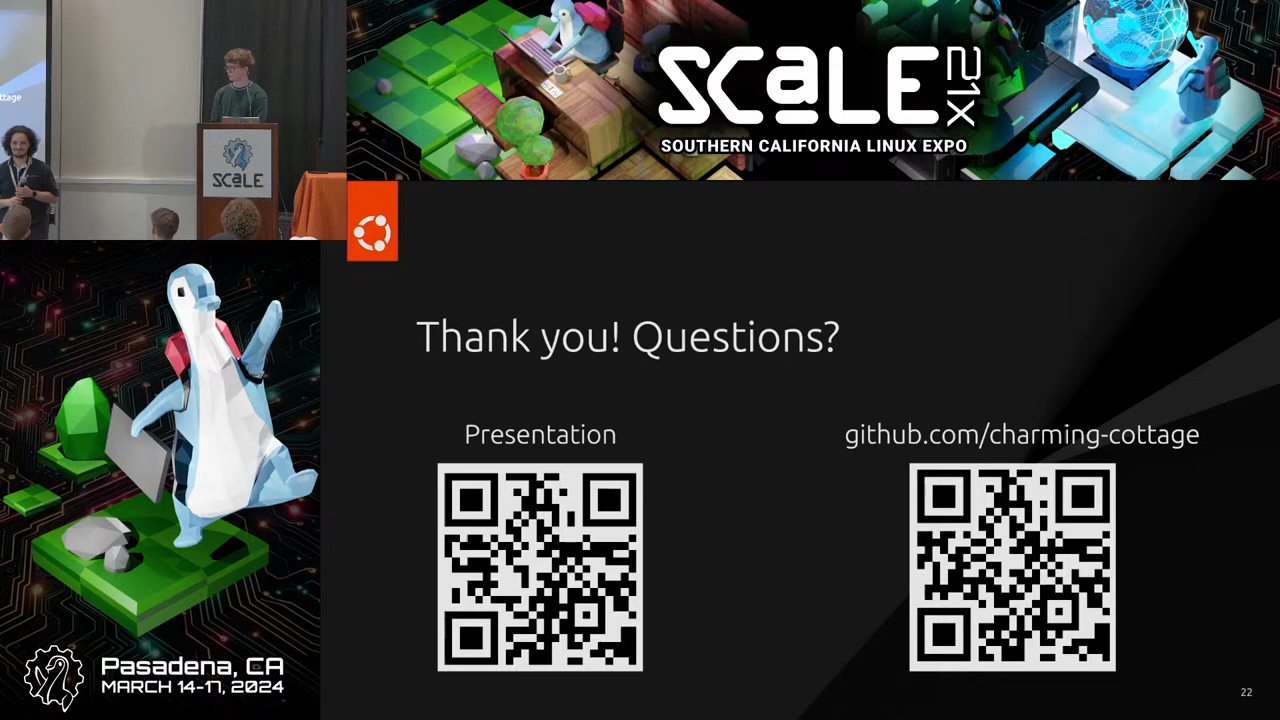 ttage
SCaLE
SCaLE 21X
SOUTHERN CALIFORNIA LINUX EXPO
Thank you! Questions?
Presentation
github.com/charming-cottage
Pasadena, CA
MARCH 14-17, 2024
22